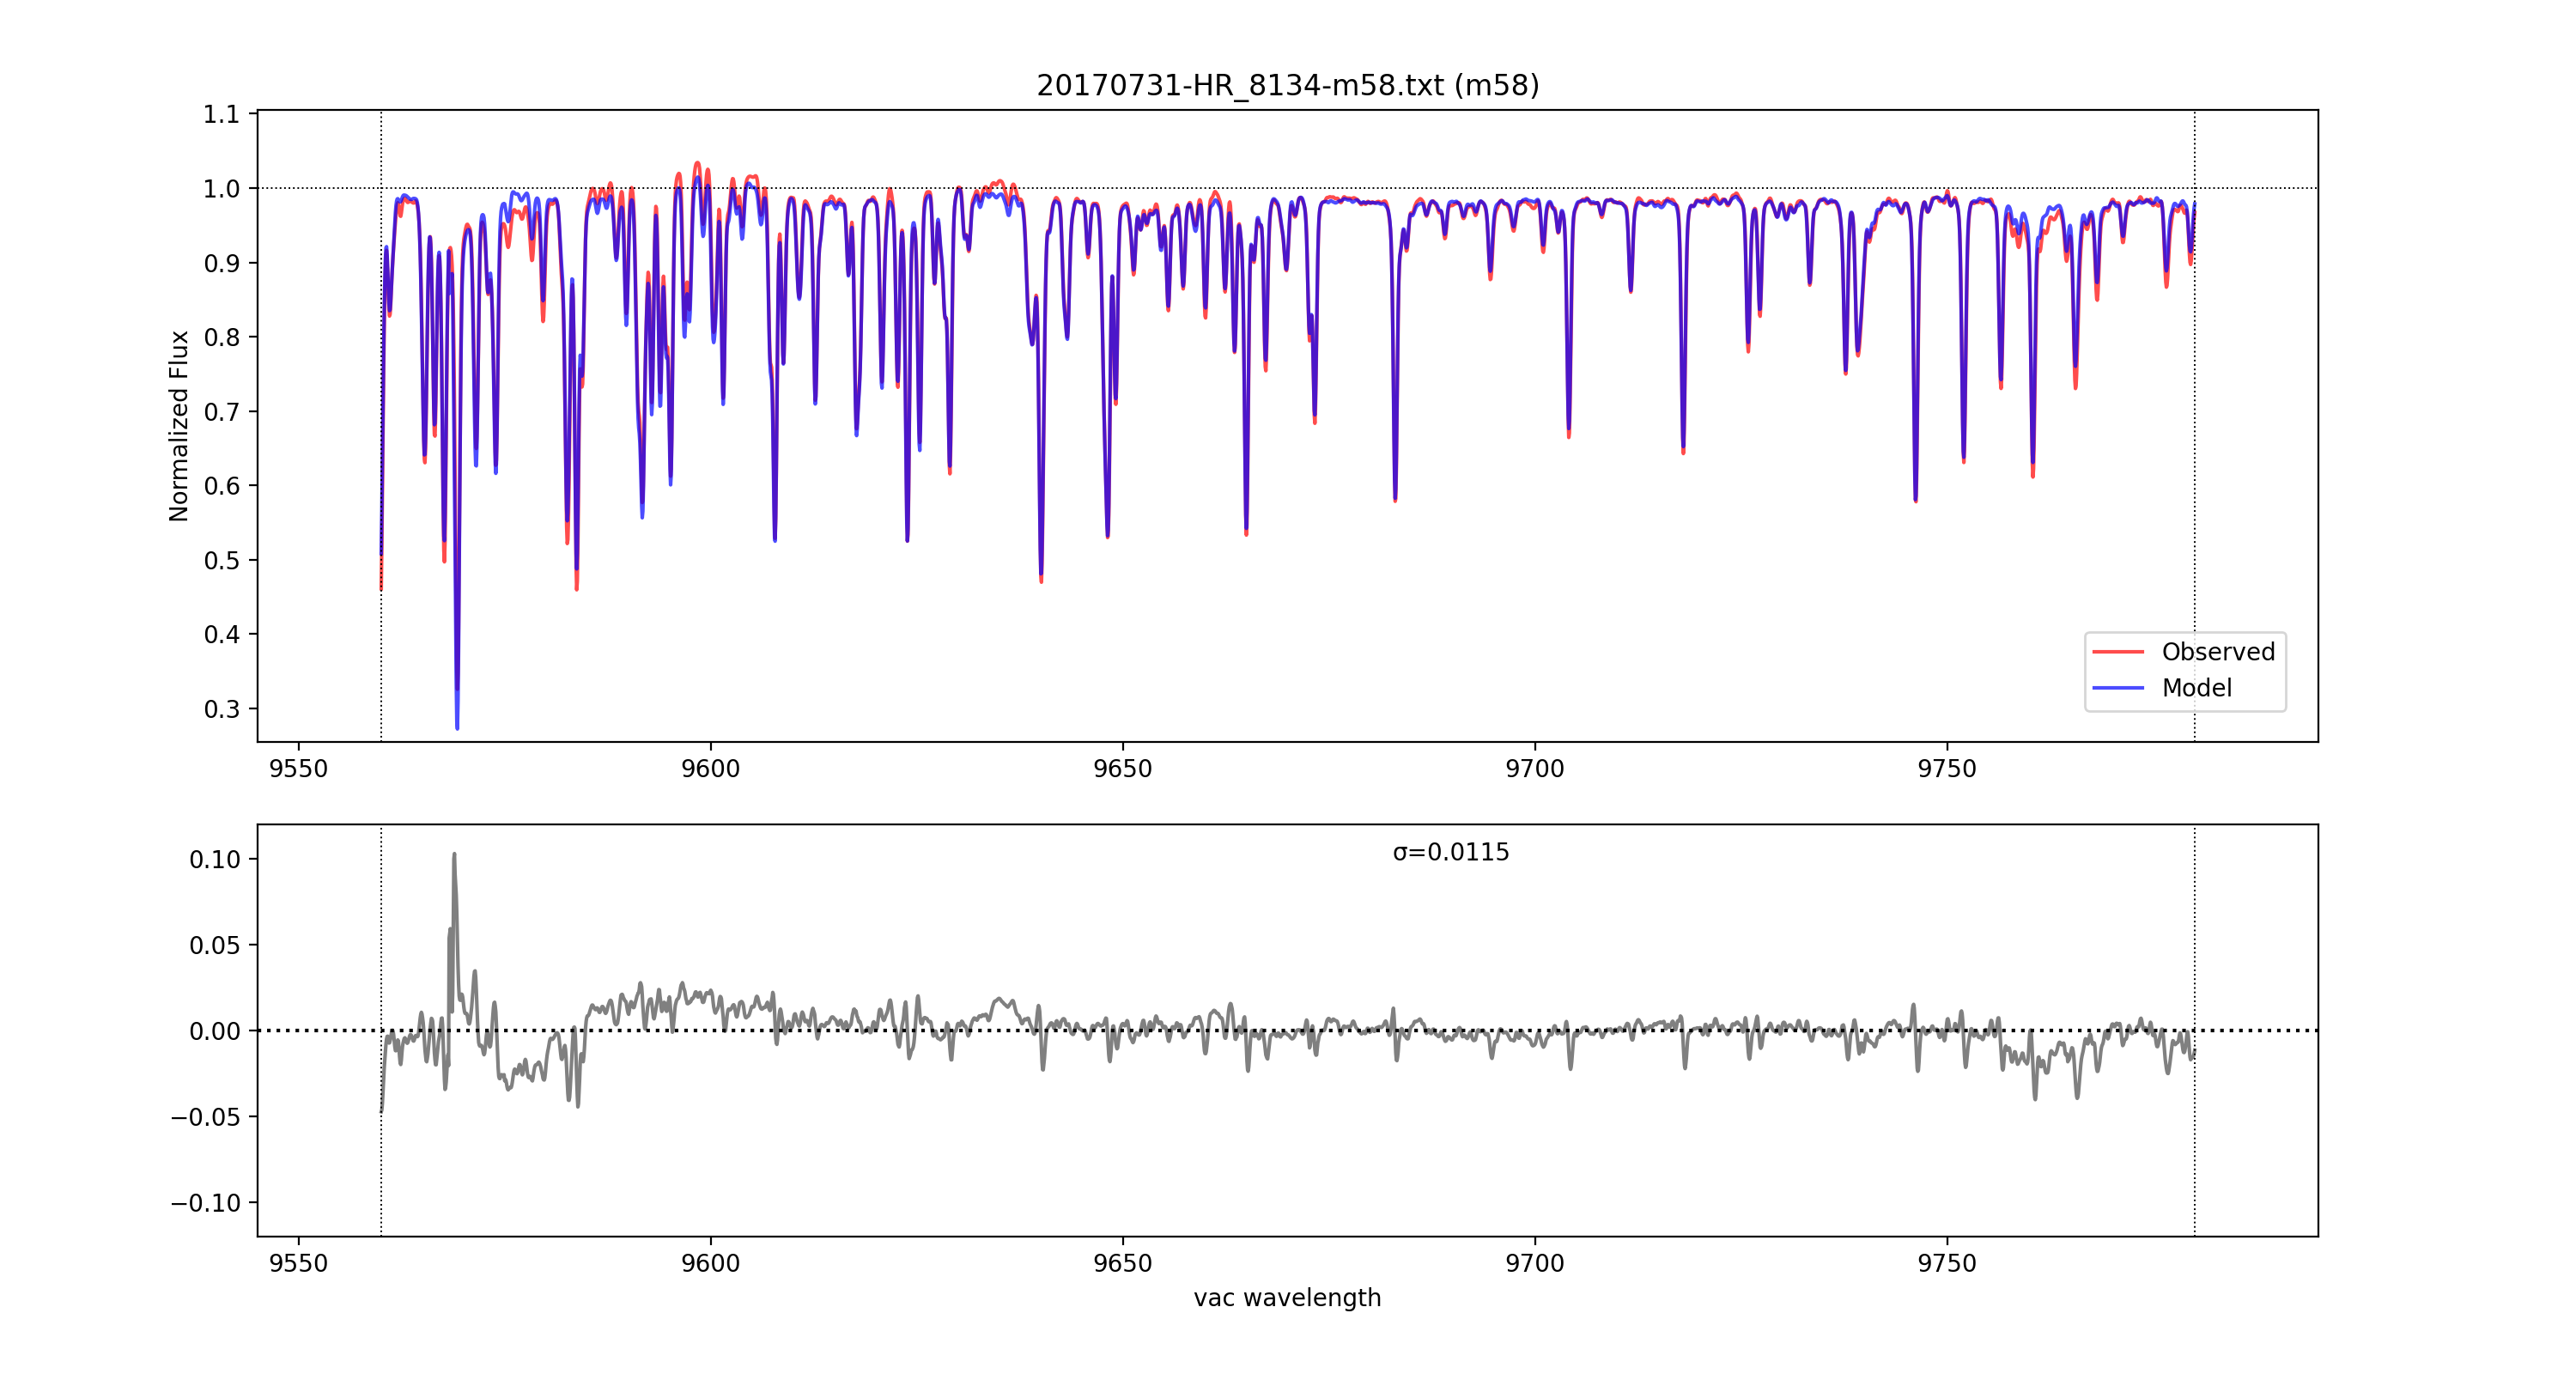 20170731-HR_8134-m58.txt (m58)
1.1
1.0
0.9
0.8
0.7
0.6
0.5
0.4
0.3
Normalized Flux
Observed
Model
9550 9600 9650 9700 9750
σ=0.0115
0.10
0.05
0.00
−0.05
−0.10
9550 9600 9650 9700 9750
vac wavelength